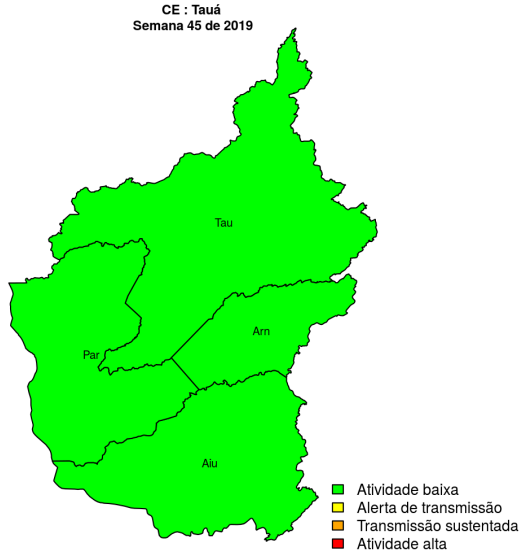 CE : Tauá
Semana 45 de 2019
Tau
Arn
Par
Aiu
Atividade baixa
Alerta de transmissão
Transmissão sustentada
Atividade alta